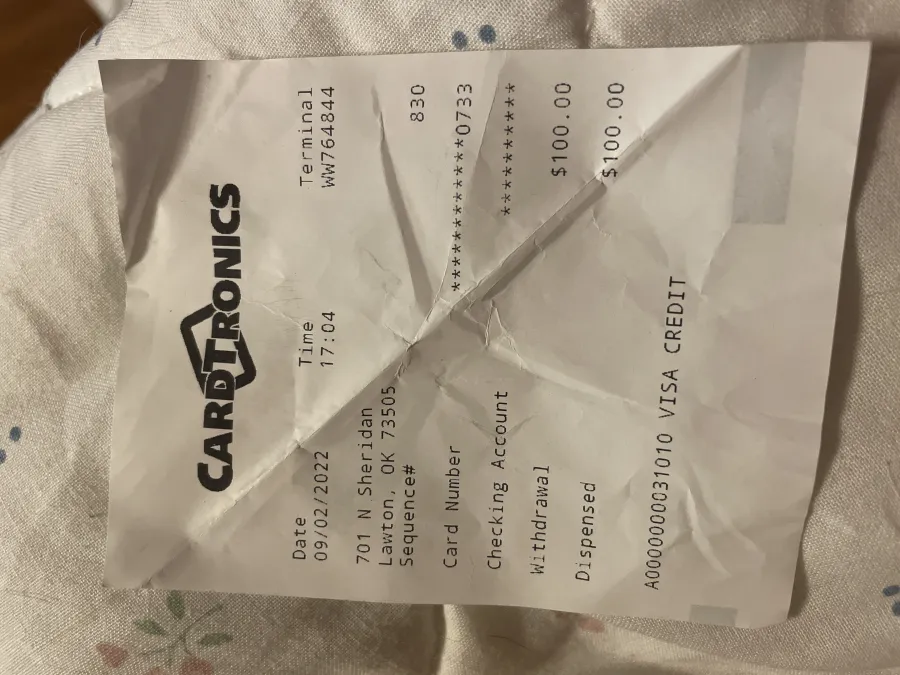 CARDTRONICS
Date Time Terminal
09/02/2022 17:04 WW764844
701 N Sheridan
Lawton, OK 73505
Sequence# 830
Card Number ***************0733
Checking Account ***********
Withdrawal $100.00
Dispensed $100.00
A0000000031010 VISA CREDIT